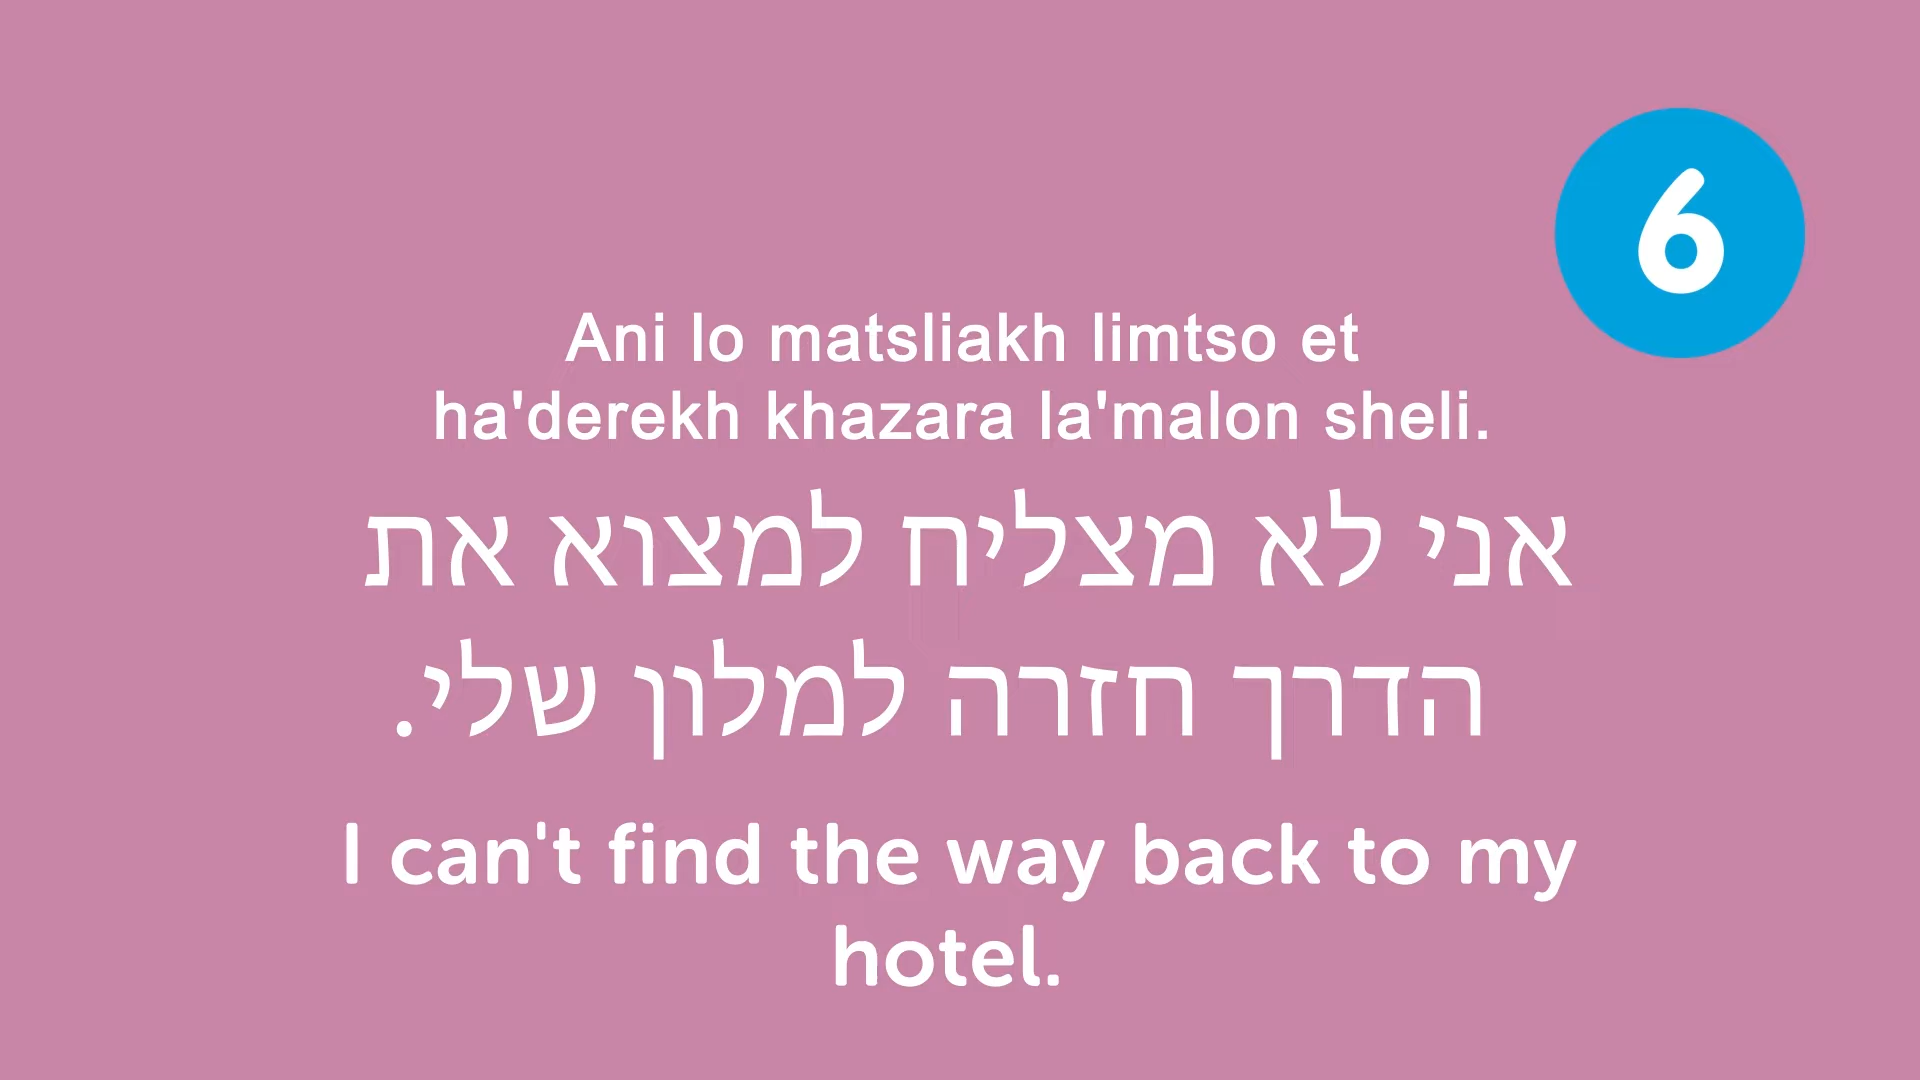 6
Ani lo matsliakh limtso et
ha'derekh khazara la'malon sheli.
אני לא מצליח למצוא את
הדרך חזרה למלון שלי.
I can't find the way back to my
hotel.